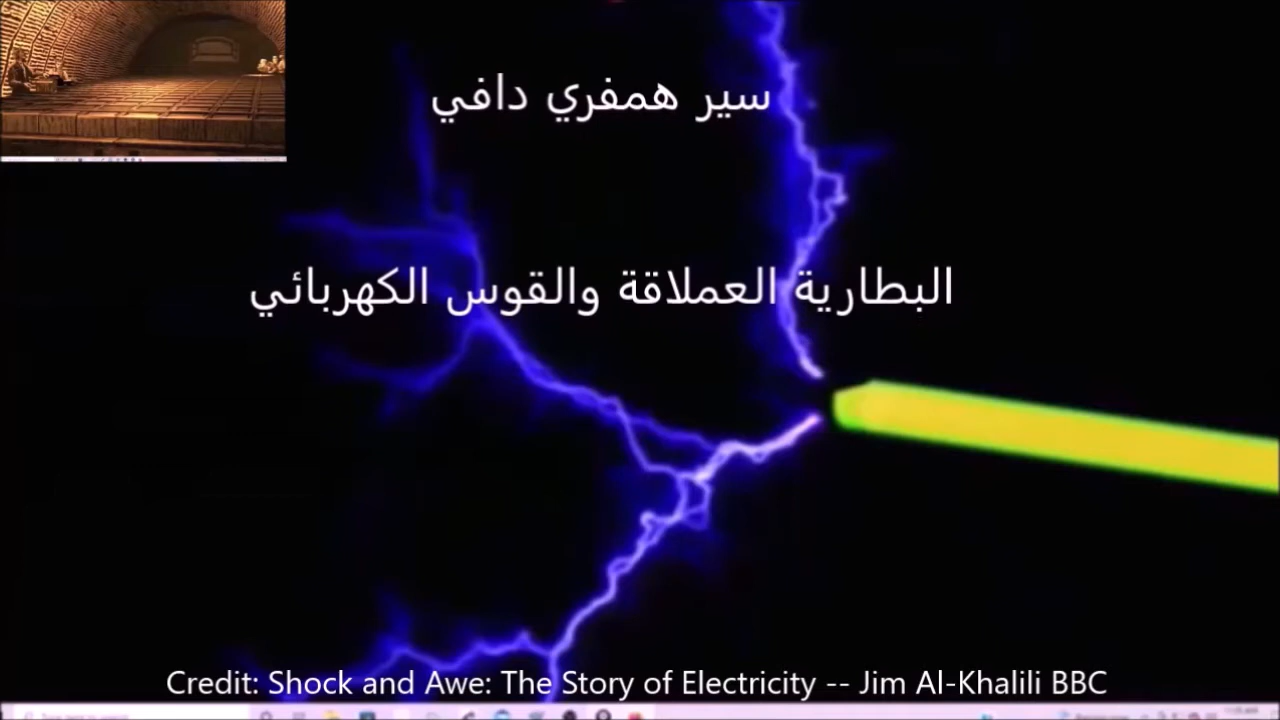 سير همفري دافي
البطارية العملاقة والقوس الكهربائي
Credit: Shock and Awe: The Story of Electricity -- Jim Al-Khalili BBC